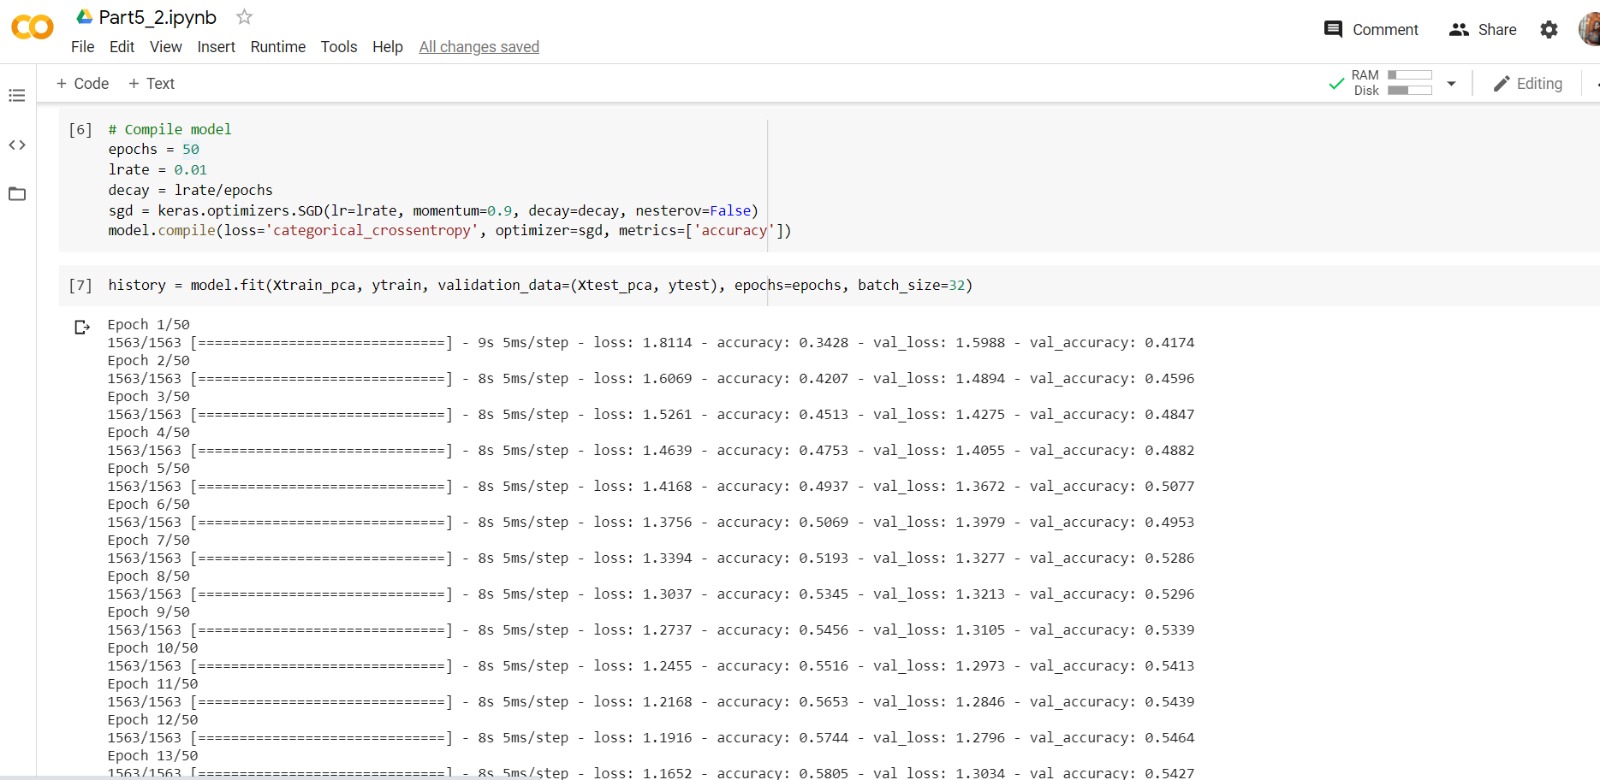 CO
Part5_2.ipynb
File Edit View Insert Runtime Tools Help All changes saved
Comment Share
+ Code + Text
RAM
Disk
Editing
[6] # Compile model
epochs = 50
lrate = 0.01
decay = lrate/epochs
sgd = keras.optimizers.SGD(lr=lrate, momentum=0.9, decay=decay, nesterov=False)
model.compile(loss='categorical_crossentropy', optimizer=sgd, metrics=['accuracy'])
[7] history = model.fit(Xtrain_pca, ytrain, validation_data=(Xtest_pca, ytest), epochs=epochs, batch_size=32)
Epoch 1/50
1563/1563 [==============================] - 9s 5ms/step - loss: 1.8114 - accuracy: 0.3428 - val_loss: 1.5988 - val_accuracy: 0.4174
Epoch 2/50
1563/1563 [==============================] - 8s 5ms/step - loss: 1.6069 - accuracy: 0.4207 - val_loss: 1.4894 - val_accuracy: 0.4596
Epoch 3/50
1563/1563 [==============================] - 8s 5ms/step - loss: 1.5261 - accuracy: 0.4513 - val_loss: 1.4275 - val_accuracy: 0.4847
Epoch 4/50
1563/1563 [==============================] - 8s 5ms/step - loss: 1.4639 - accuracy: 0.4753 - val_loss: 1.4055 - val_accuracy: 0.4882
Epoch 5/50
1563/1563 [==============================] - 8s 5ms/step - loss: 1.4168 - accuracy: 0.4937 - val_loss: 1.3672 - val_accuracy: 0.5077
Epoch 6/50
1563/1563 [==============================] - 8s 5ms/step - loss: 1.3756 - accuracy: 0.5069 - val_loss: 1.3979 - val_accuracy: 0.4953
Epoch 7/50
1563/1563 [==============================] - 8s 5ms/step - loss: 1.3394 - accuracy: 0.5193 - val_loss: 1.3277 - val_accuracy: 0.5286
Epoch 8/50
1563/1563 [==============================] - 8s 5ms/step - loss: 1.3037 - accuracy: 0.5345 - val_loss: 1.3213 - val_accuracy: 0.5296
Epoch 9/50
1563/1563 [==============================] - 8s 5ms/step - loss: 1.2737 - accuracy: 0.5456 - val_loss: 1.3105 - val_accuracy: 0.5339
Epoch 10/50
1563/1563 [==============================] - 8s 5ms/step - loss: 1.2455 - accuracy: 0.5516 - val_loss: 1.2973 - val_accuracy: 0.5413
Epoch 11/50
1563/1563 [==============================] - 8s 5ms/step - loss: 1.2168 - accuracy: 0.5653 - val_loss: 1.2846 - val_accuracy: 0.5439
Epoch 12/50
1563/1563 [==============================] - 8s 5ms/step - loss: 1.1916 - accuracy: 0.5744 - val_loss: 1.2796 - val_accuracy: 0.5464
Epoch 13/50
1563/1563 [==============================] - 8s 5ms/step - loss: 1.1652 - accuracy: 0.5805 - val_loss: 1.3034 - val_accuracy: 0.5427